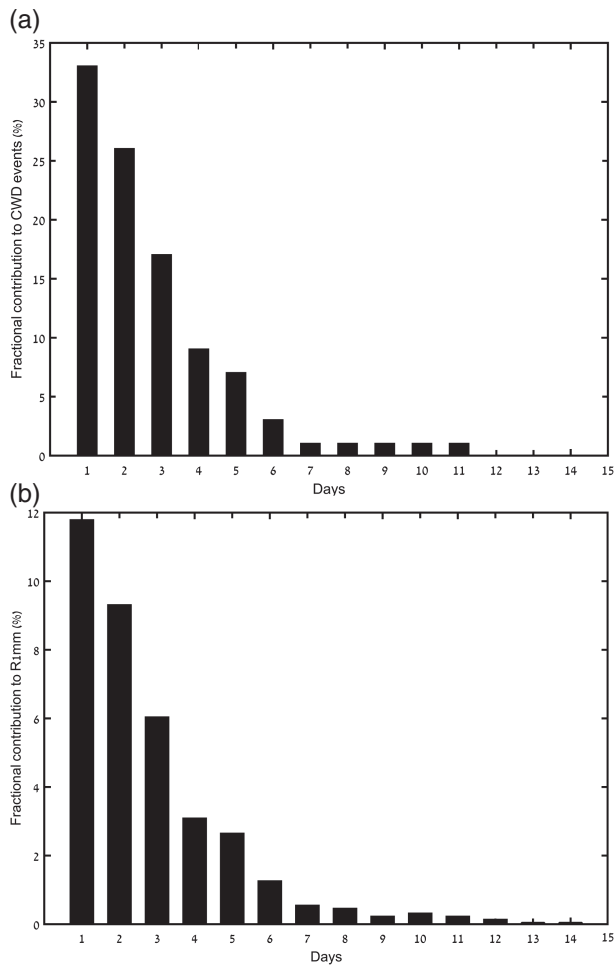 (a)
35
30
25
20
15
10
5
0
Fractional contribution to CWD events (%)
1 2 3 4 5 6 7 8 9 10 11 12 13 14 15
Days
(b)
12
10
8
6
4
2
0
Fractional contribution to R1mm (%)
1 2 3 4 5 6 7 8 9 10 11 12 13 14 15
Days